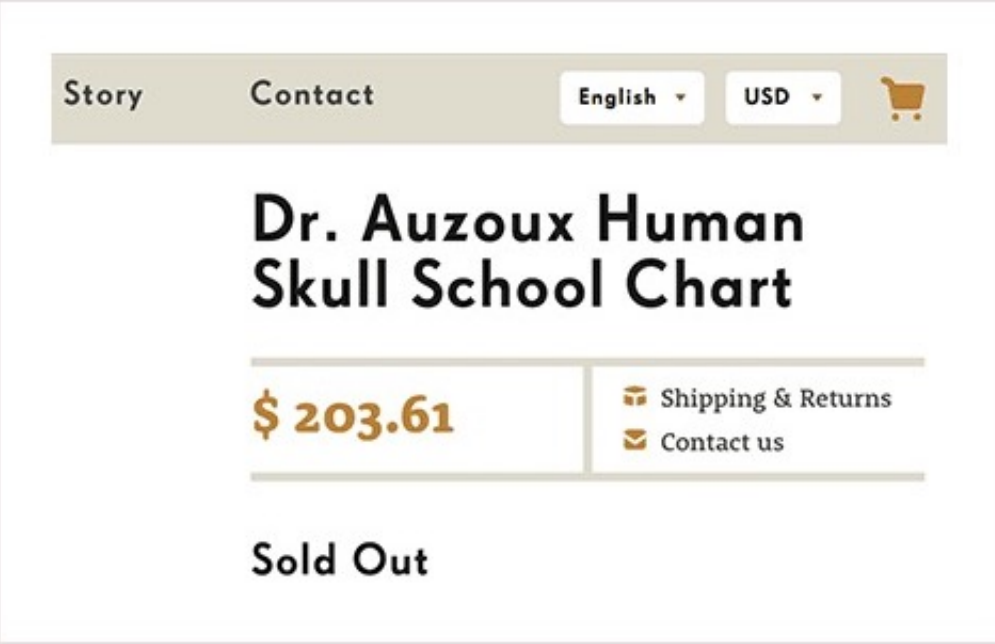 Story Contact English USD
Dr. Auzoux Human
Skull School Chart
$ 203.61
Shipping & Returns
Contact us
Sold Out